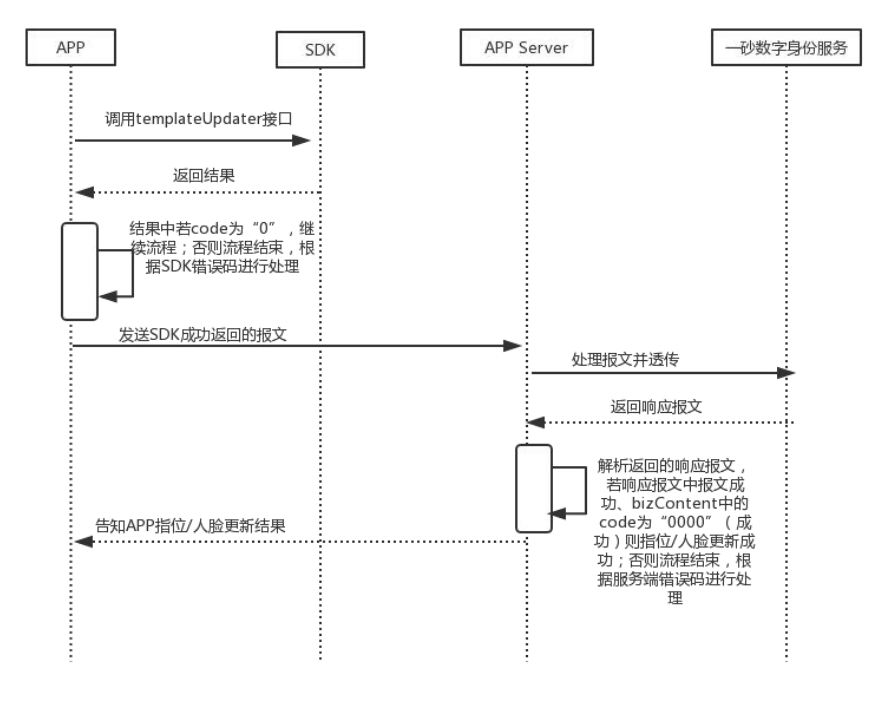 APP
SDK
APP Server
一砂数字身份服务
调用templateUpdater接口
返回结果
结果中若code为“0”，继
续流程；否则流程结束，根
据SDK错误码进行处理
发送SDK成功返回的报文
处理报文并透传
返回响应报文
解析返回的响应报文，
若响应报文中报文成
功、bizContent中的
code为“0000”（成
功）则指位/人脸更新成
功；否则流程结束，根
据服务端错误码进行处
理
告知APP指位/人脸更新结果